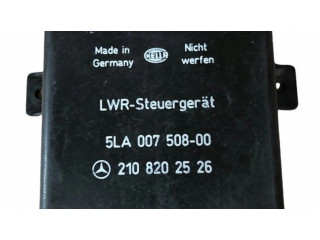 Made in
Germany
HELLA
Nicht
werfen
LWR-Steuergerät
5LA 007 508-00
210 820 25 26